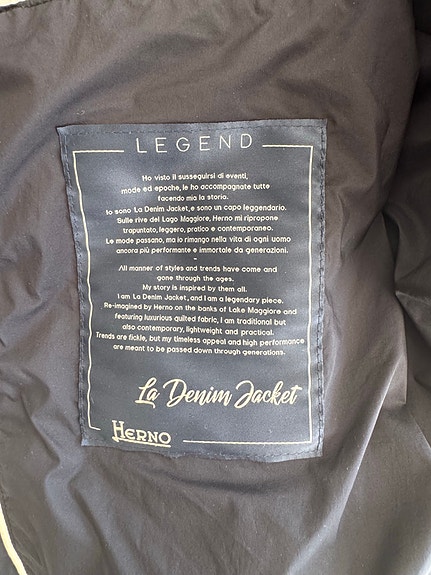 LEGEND
Ho visto il susseguirsi di eventi,
mode ed epoche, le ho accompagnate tutte
facendo mia la storia.
Io sono La Denim Jacket, e sono un capo leggendario.
Sulle rive del Lago Maggiore, Herno mi ripropone
trapuntato, leggero, pratico e contemporaneo.
Le mode passano, ma io rimango nella vita di ogni uomo
ancora più performante e immortale da generazioni.
-
All manner of styles and trends have come and
gone through the ages.
My story is inspired by them all.
I am La Denim Jacket, and I am a legendary piece.
Re-imagined by Herno on the banks of Lake Maggiore and
featuring luxurious quilted fabric, I am traditional but
also contemporary, lightweight and practical.
Trends are fickle, but my timeless appeal and high performance
are meant to be passed down through generations.
La Denim Jacket
HERNO